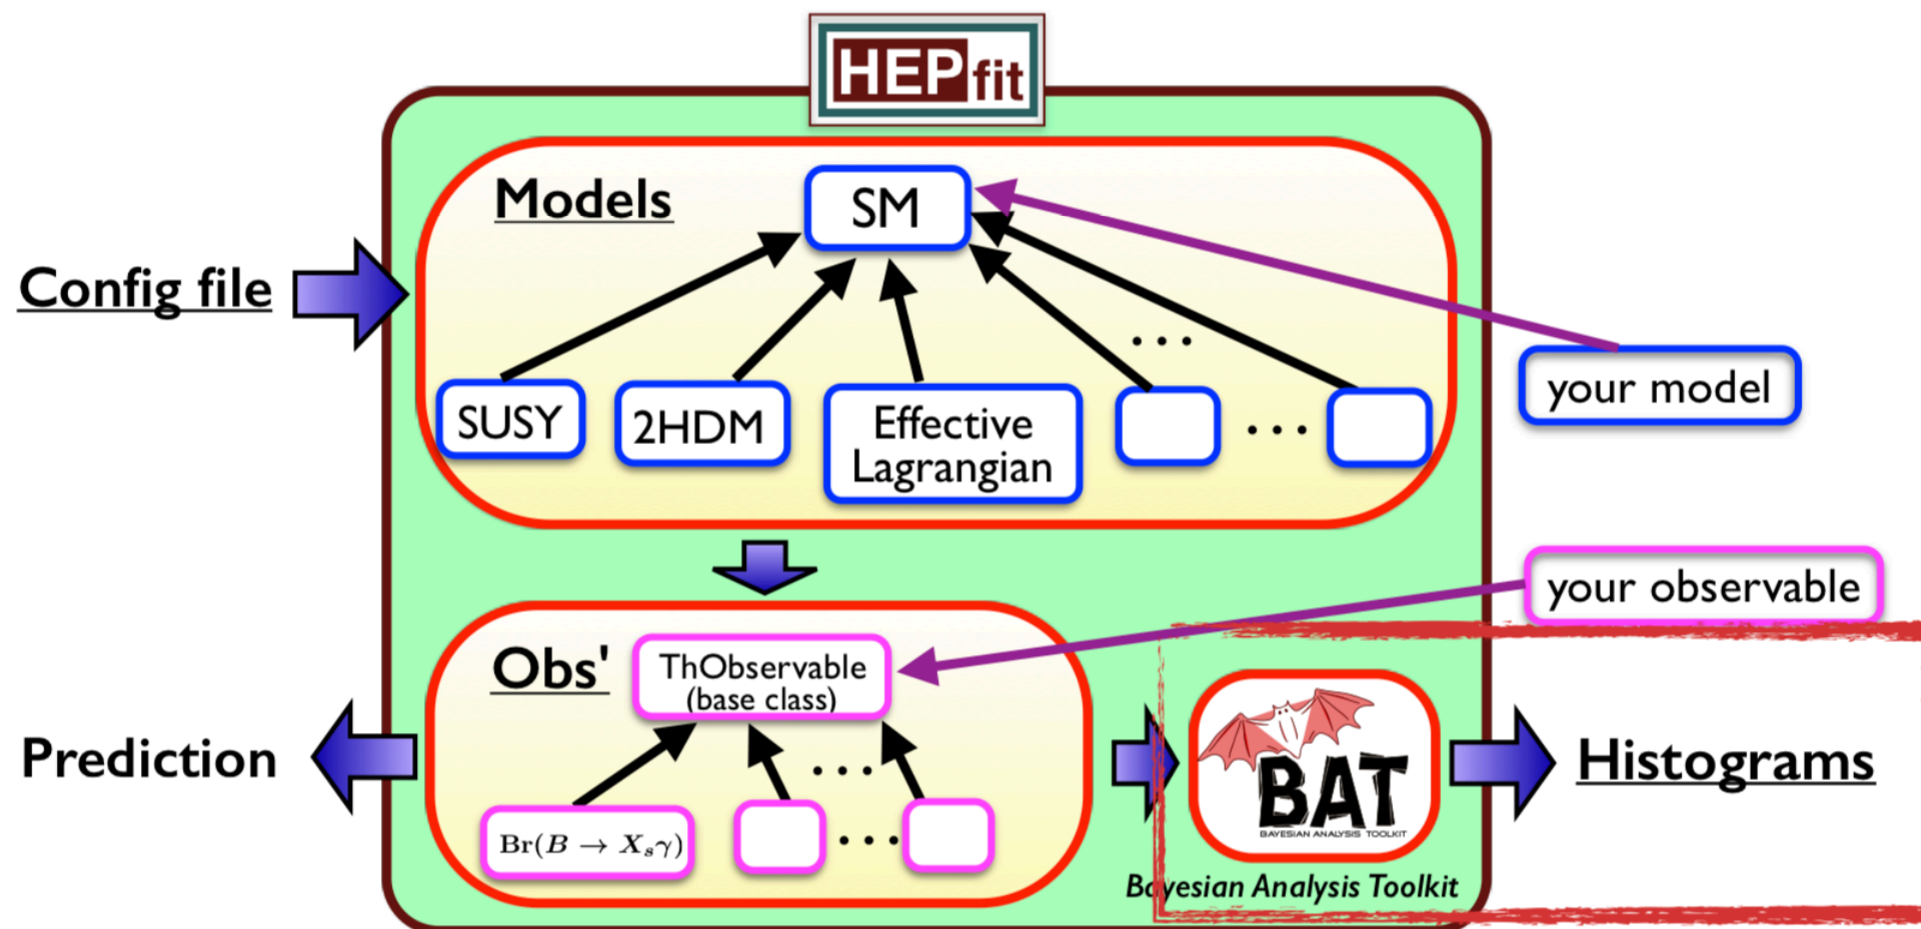 HEPfit
Models
SM
Config file
...
your model
SUSY
2HDM
Effective
Lagrangian
...
your observable
Obs'
ThObservable
(base class)
Prediction
...
BAT
BAYESIAN ANALYSIS TOOLKIT
Histograms
Br(B → Xsγ)
...
Bayesian Analysis Toolkit